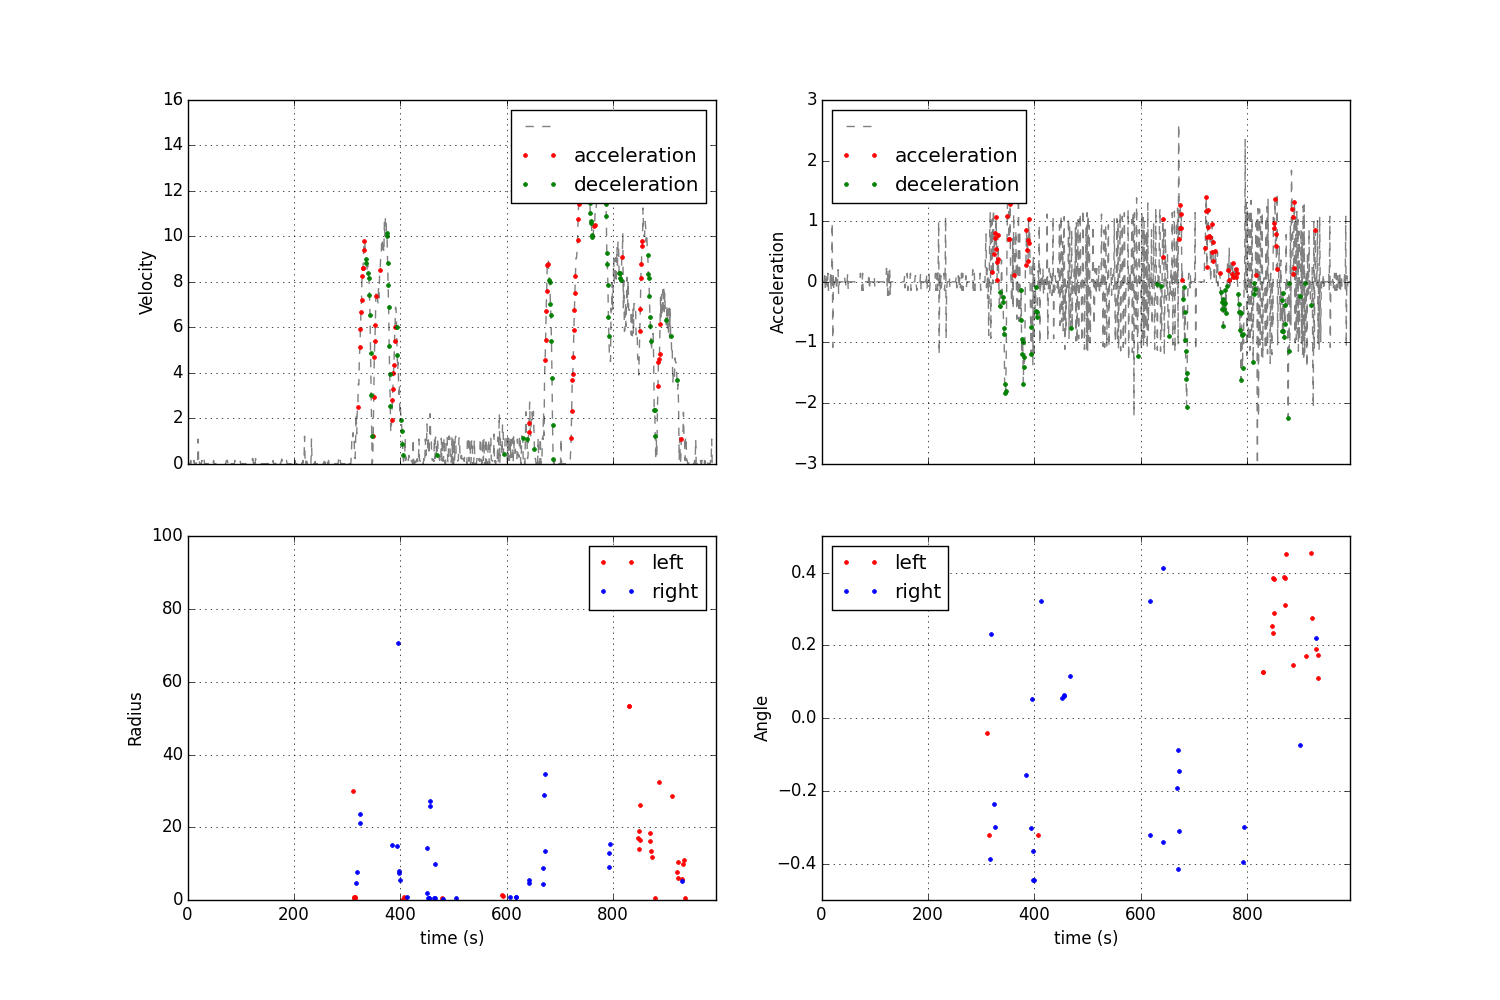 16
14
12
10
8
6
4
2
0
Velocity
acceleration
deceleration
3
2
1
0
−1
−2
−3
Acceleration
acceleration
deceleration
100
80
60
40
20
0
Radius
left
right
0 200 400 600 800
time (s)
0.4
0.2
0.0
−0.2
−0.4
Angle
left
right
0 200 400 600 800
time (s)